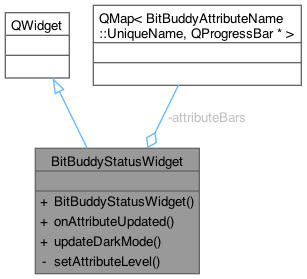 QWidget
QMap< BitBuddyAttributeName
::UniqueName, QProgressBar * >
-attributeBars
BitBuddyStatusWidget
+ BitBuddyStatusWidget()
+ onAttributeUpdated()
+ updateDarkMode()
- setAttributeLevel()